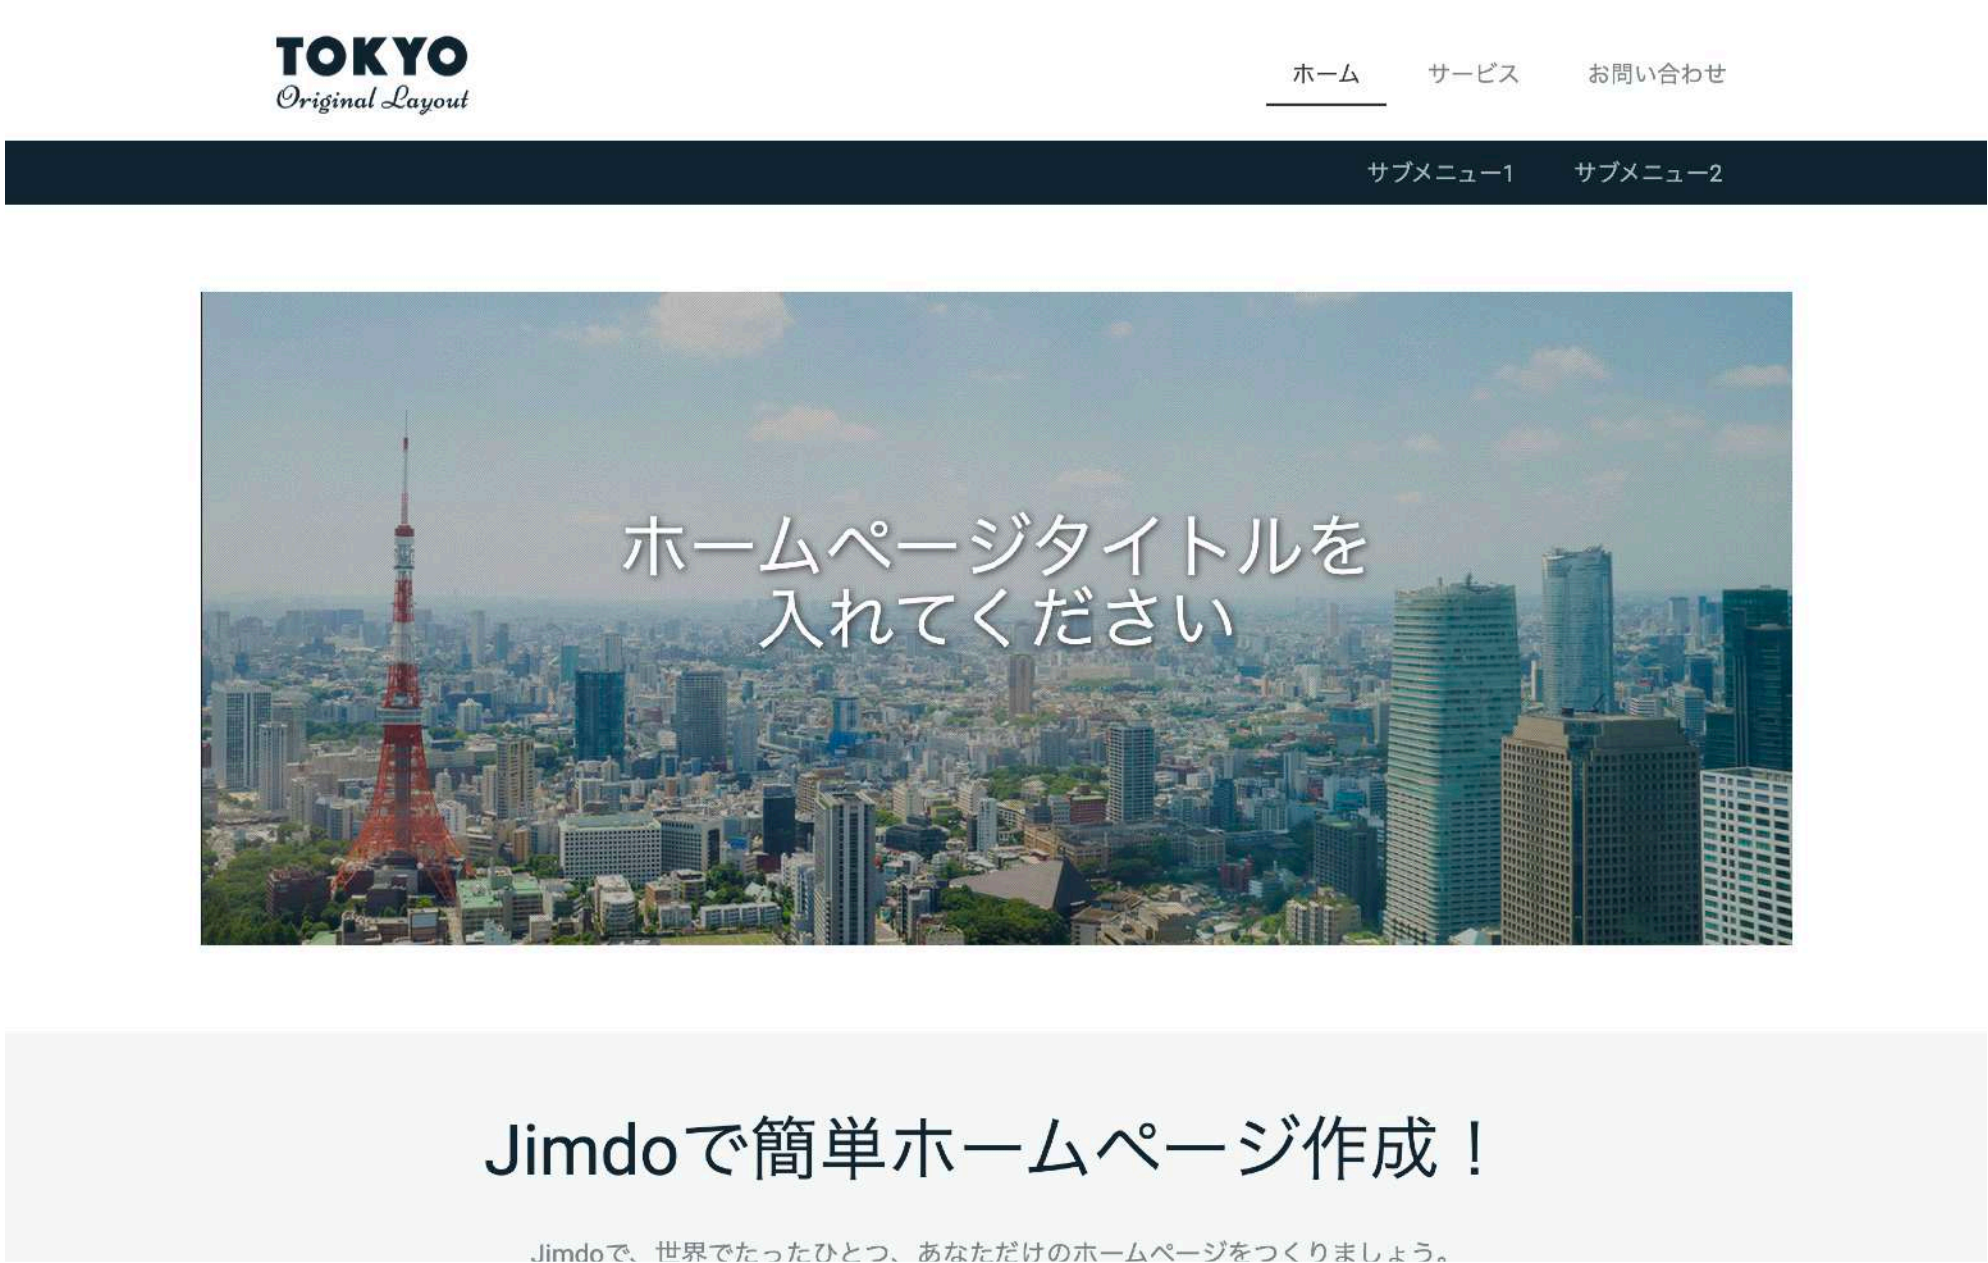 TOKYO
Original Layout
ホーム サービス お問い合わせ
サブメニュー1 サブメニュー2
ホームページタイトルを
入れてください
Jimdoで簡単ホームページ作成！
Jimdoで、世界でたったひとつ、あなただけのホームページをつくりましょう。